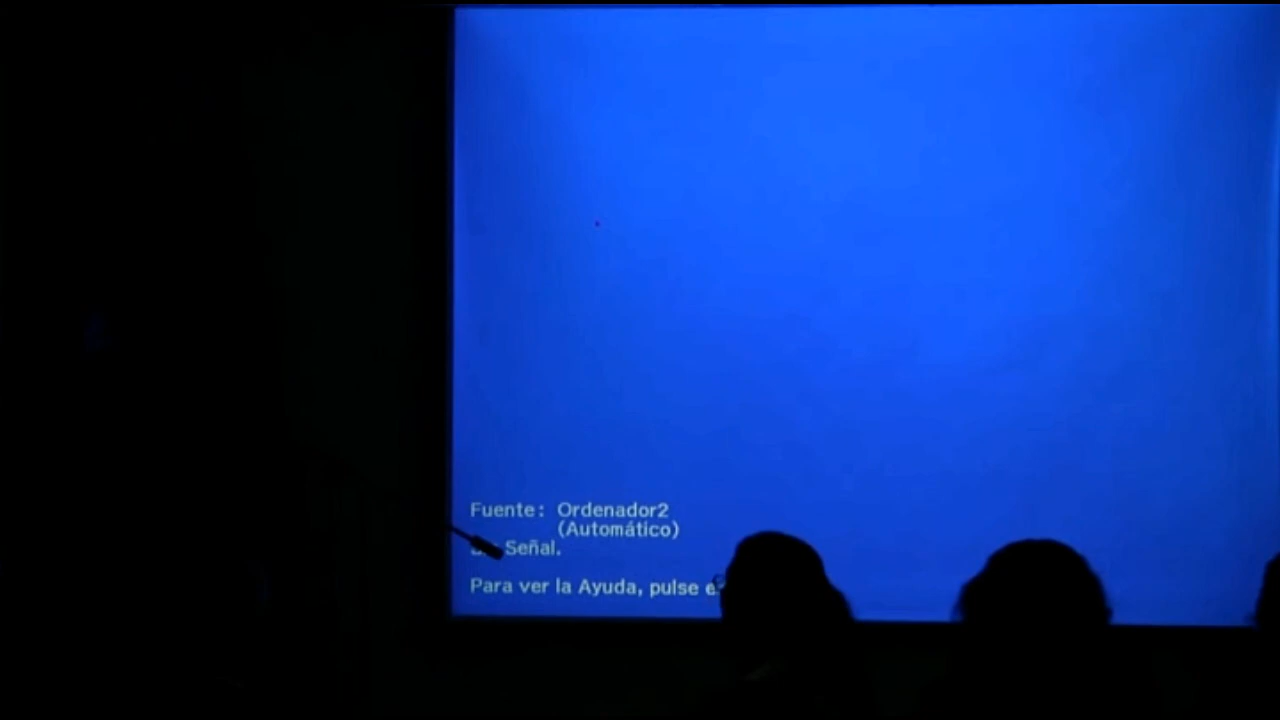 Fuente: Ordenador2
(Automático)
Señal.
Para ver la Ayuda, pulse